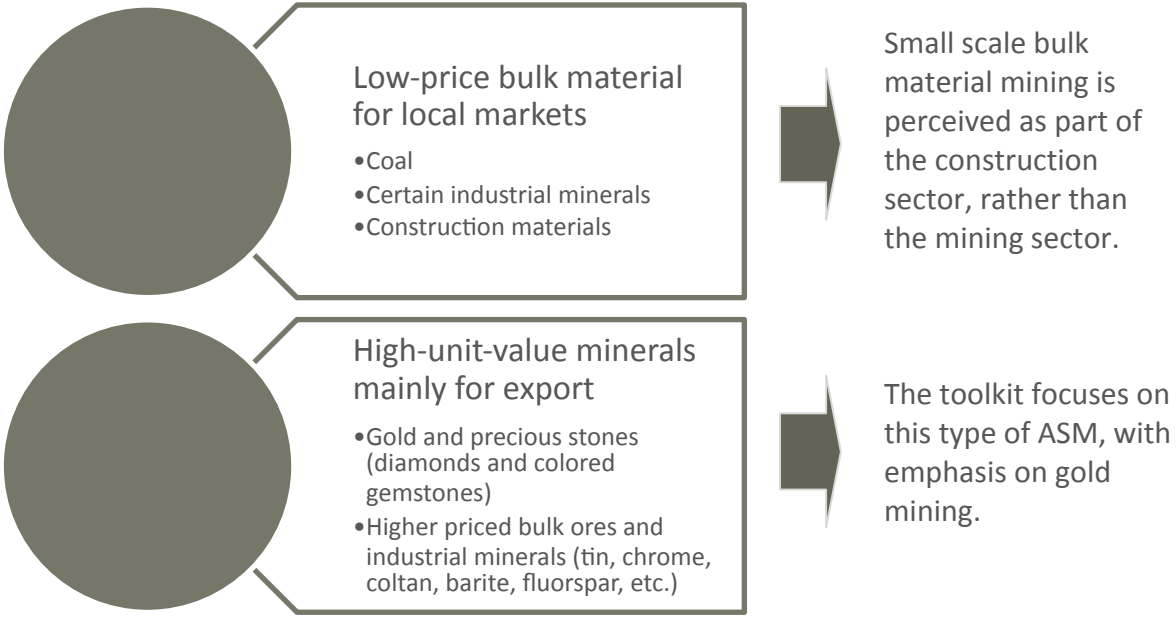 Low-price bulk material
for local markets
•Coal
•Certain industrial minerals
•Construction materials
Small scale bulk
material mining is
perceived as part of
the construction
sector, rather than
the mining sector.
High-unit-value minerals
mainly for export
•Gold and precious stones
(diamonds and colored
gemstones)
•Higher priced bulk ores and
industrial minerals (tin, chrome,
coltan, barite, fluorspar, etc.)
The toolkit focuses on
this type of ASM, with
emphasis on gold
mining.